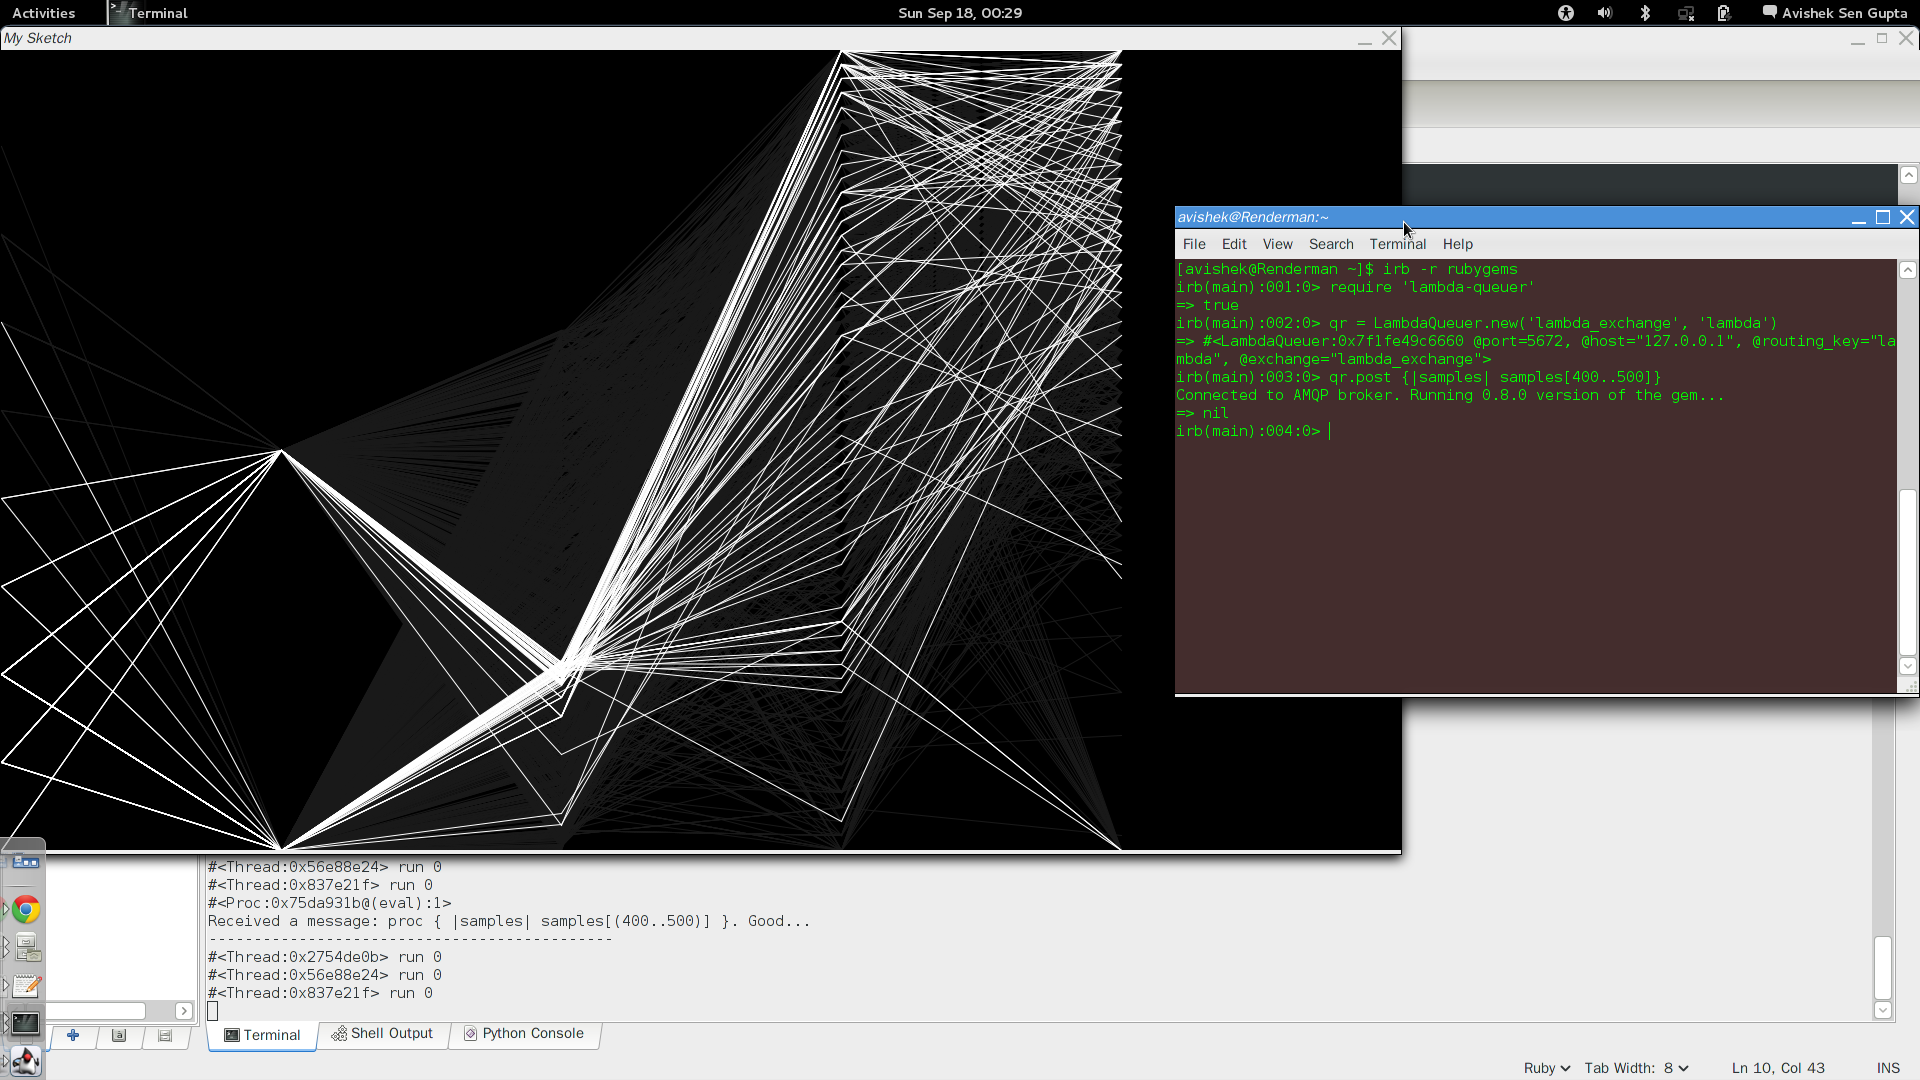 Activities
Terminal
Sun Sep 18, 00:29
Avishek Sen Gupta
My Sketch
avishek@Renderman:~
File Edit View Search Terminal Help
[avishek@Renderman ~]$ irb -r rubygems
irb(main):001:0> require 'lambda-queuer'
=> true
irb(main):002:0> qr = LambdaQueuer.new('lambda_exchange', 'lambda')
=> #<LambdaQueuer:0x7f1fe49c6660 @port=5672, @host="127.0.0.1", @routing_key="la
mbda", @exchange="lambda_exchange">
irb(main):003:0> qr.post {|samples| samples[400..500]}
Connected to AMQP broker. Running 0.8.0 version of the gem...
=> nil
irb(main):004:0>
#<Thread:0x56e88e24> run 0
#<Thread:0x837e21f> run 0
#<Proc:0x75da931b@(eval):1>
Received a message: proc { |samples| samples[(400..500)] }. Good...
---------------------------------------------
#<Thread:0x2754de0b> run 0
#<Thread:0x56e88e24> run 0
#<Thread:0x837e21f> run 0
Terminal Shell Output Python Console
Ruby Tab Width: 8 Ln 10, Col 43 INS